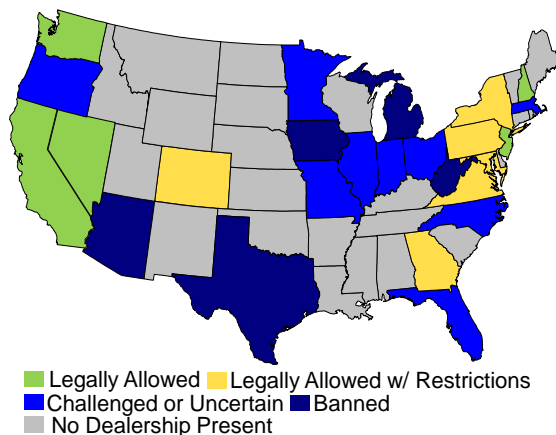 Legally Allowed Legally Allowed w/ Restrictions
Challenged or Uncertain Banned
No Dealership Present